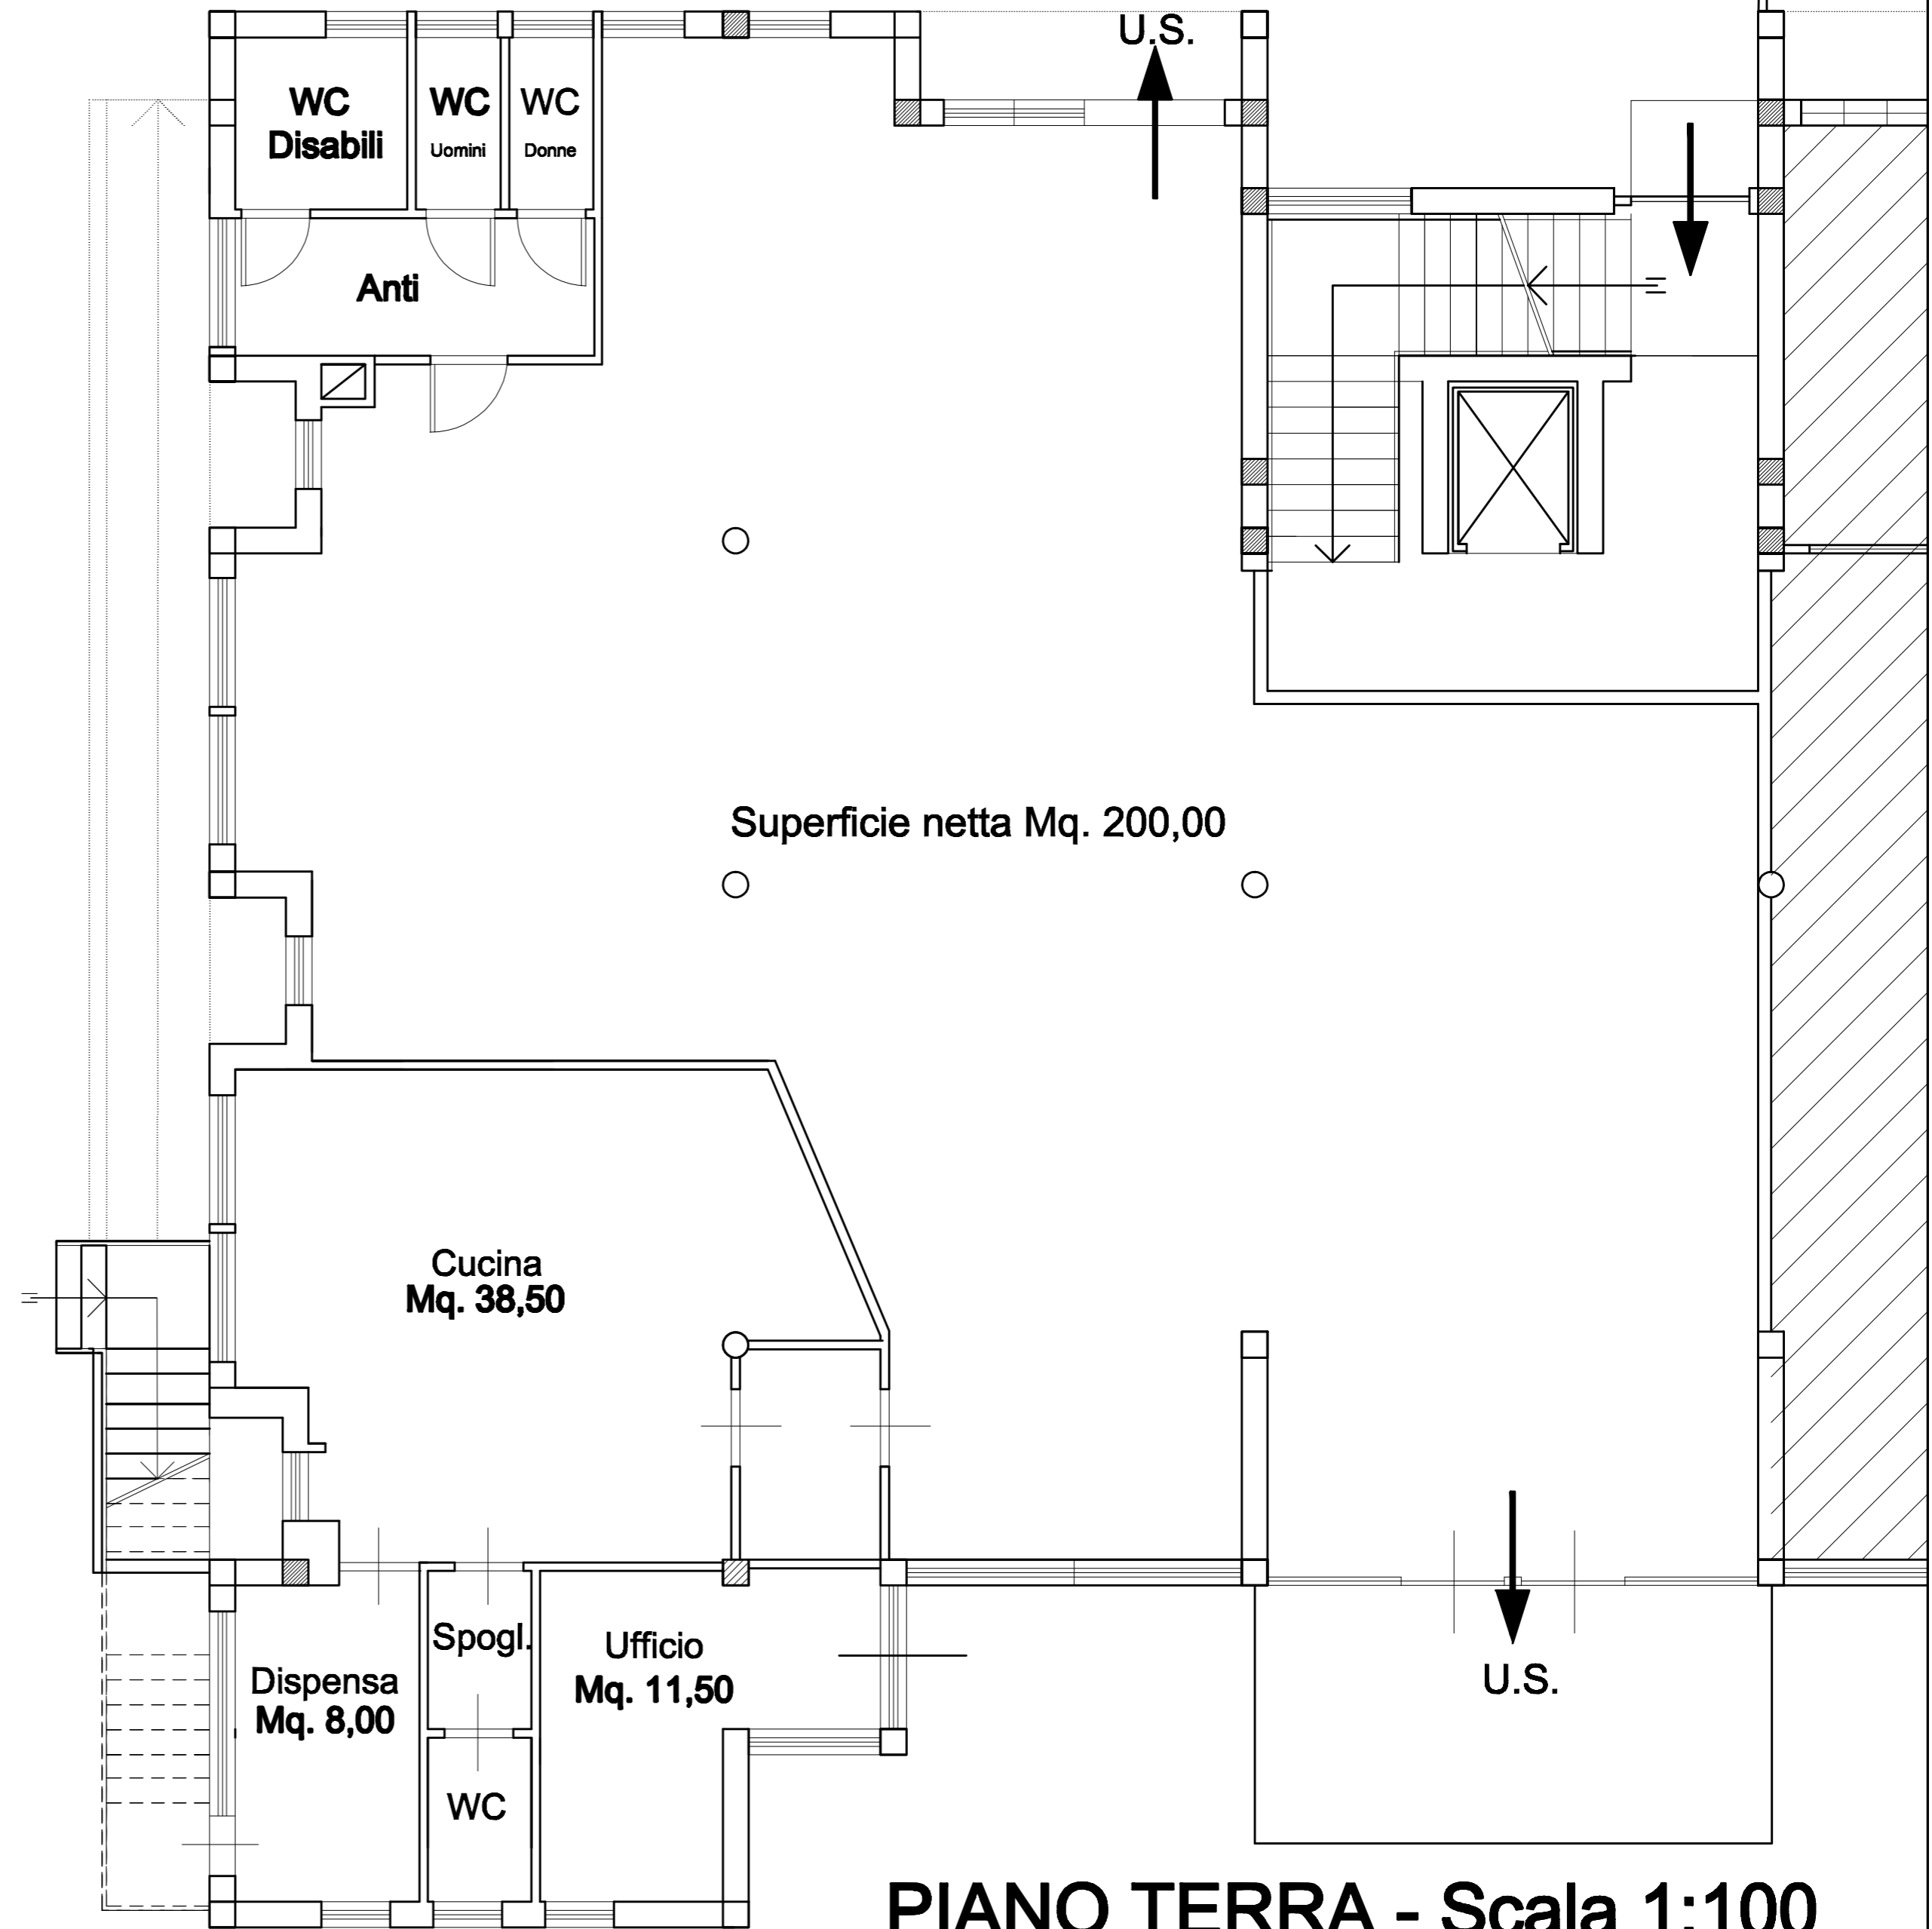 U.S.
WC
Disabili
WC
Uomini
WC
Donne
Anti
Superficie netta Mq. 200,00
Cucina
Mq. 38,50
Spogl.
Ufficio
Mq. 11,50
Dispensa
Mq. 8,00
U.S.
WC
PIANO TERRA - Scala 1:100